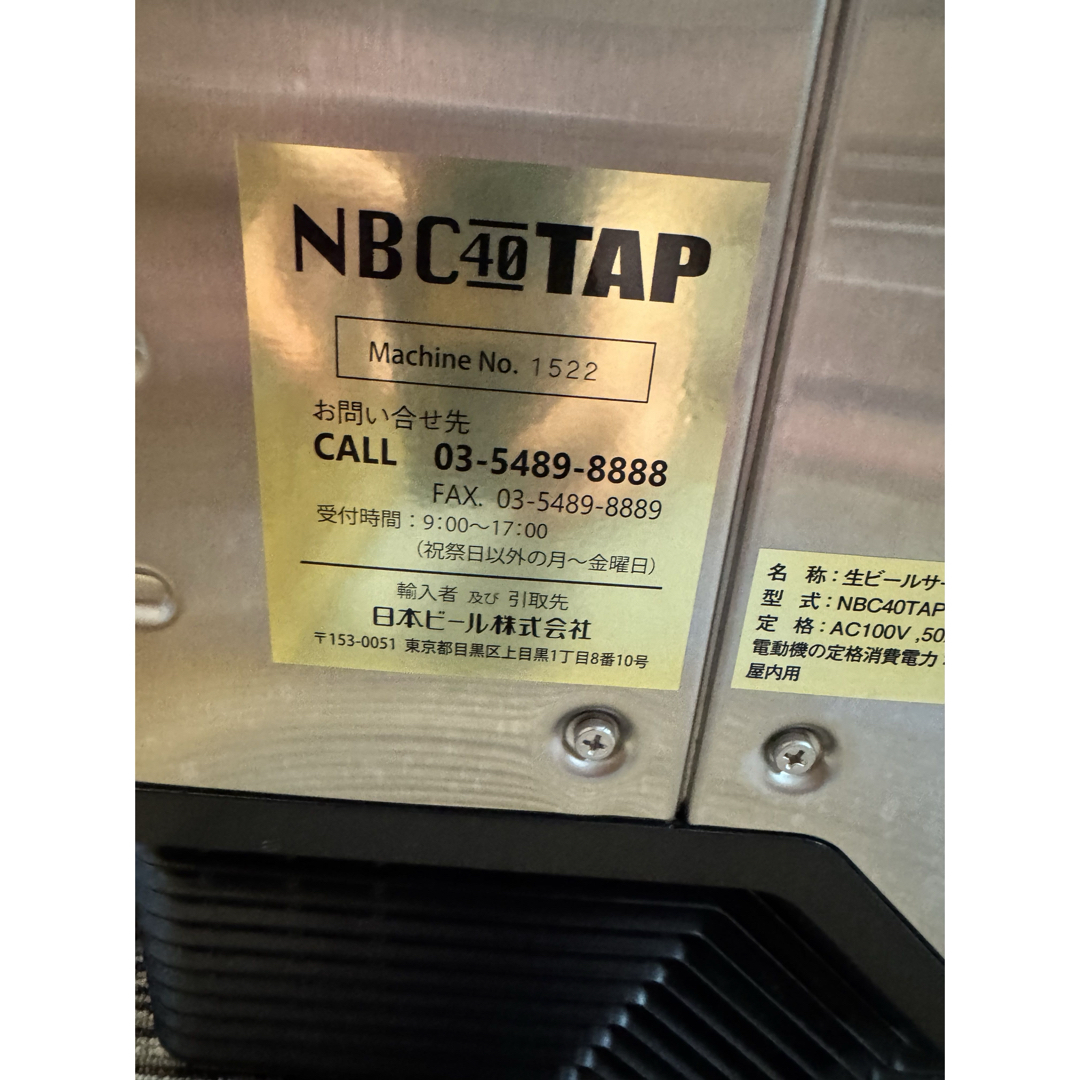 NBC40TAP
Machine No. 1522
お問い合せ先
CALL 03-5489-8888
FAX. 03-5489-8889
受付時間：9:00～17:00
（祝祭日以外の月～金曜日）
輸入者 及び 引取先
日本ビール株式会社
〒153-0051 東京都目黒区上目黒1丁目8番10号
名 称：生ビールサ
型 式：NBC40TAP
定 格：AC100V ,50
電動機の定格消費電力：
屋内用